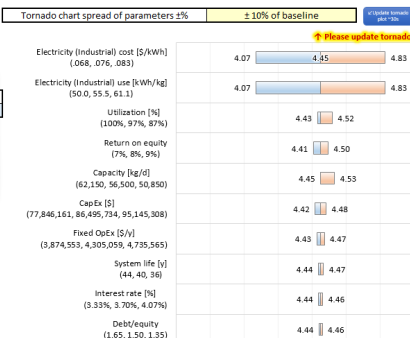 Tornado chart spread of parameters ±%
± 10% of baseline
Update tornado
plot ~10s
↑ Please update tornado
Electricity (Industrial) cost [$/kWh]
(.068, .076, .083)
4.07
4.45
4.83
Electricity (Industrial) use [kWh/kg]
(50.0, 55.5, 61.1)
4.07
4.83
Utilization [%]
(100%, 97%, 87%)
4.43
4.52
Return on equity
(7%, 8%, 9%)
4.41
4.50
Capacity [kg/d]
(62,150, 56,500, 50,850)
4.45
4.53
CapEx [$]
(77,846,161, 86,495,734, 95,145,308)
4.42
4.48
Fixed OpEx [$/y]
(3,874,553, 4,305,059, 4,735,565)
4.43
4.47
System life [y]
(44, 40, 36)
4.44
4.47
Interest rate [%]
(3.33%, 3.70%, 4.07%)
4.44
4.46
Debt/equity
(1.65, 1.50, 1.35)
4.44
4.46